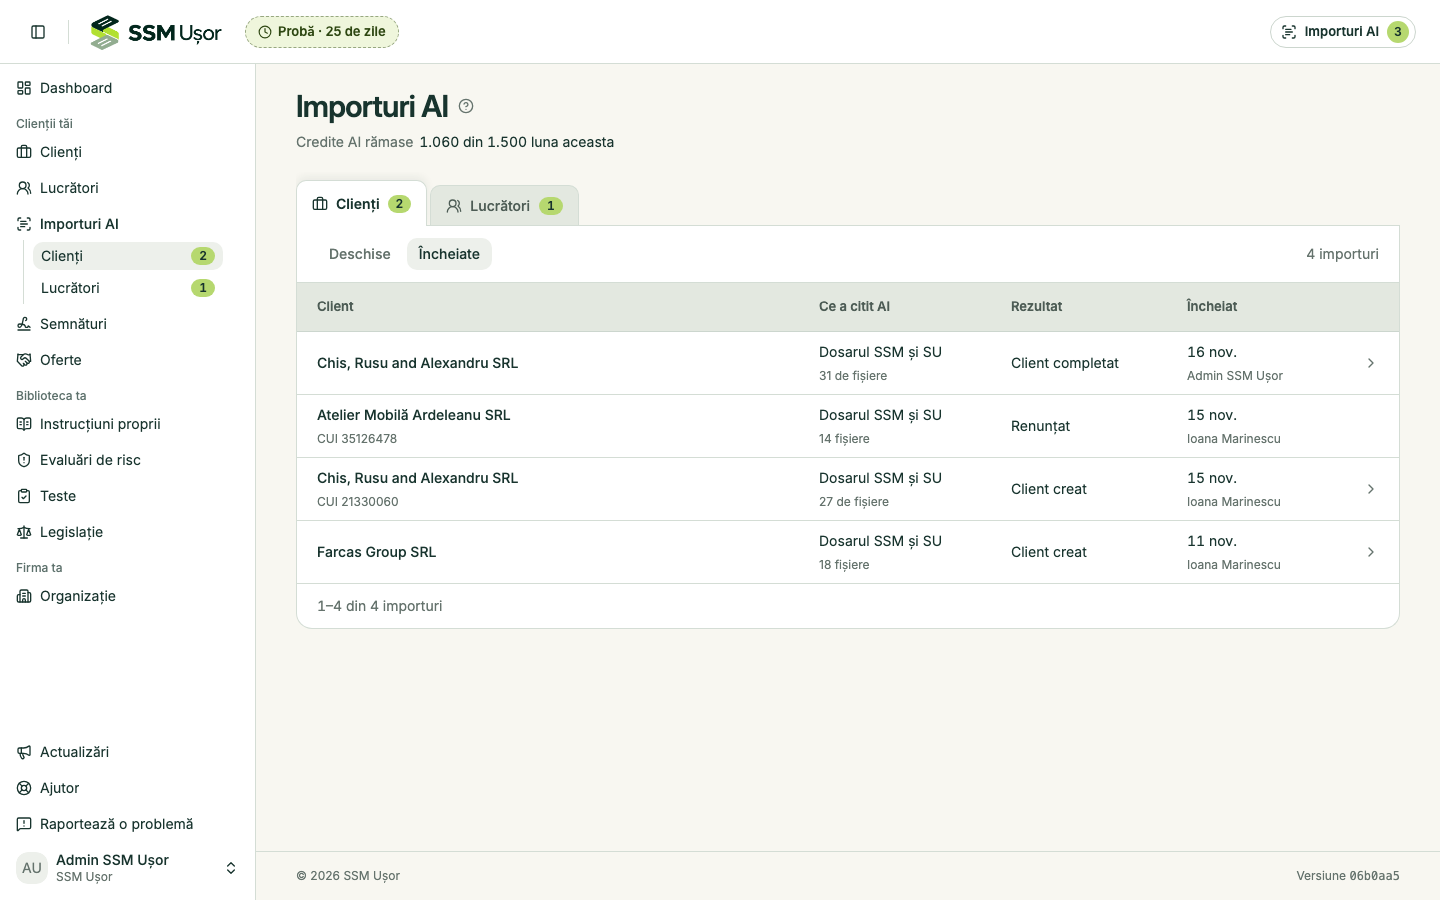 SSM Ușor
Probă · 25 de zile
Importuri AI 3
Dashboard
Clienții tăi
Clienți
Lucrători
Importuri AI
Clienți 2
Lucrători 1
Semnături
Oferte
Biblioteca ta
Instrucțiuni proprii
Evaluări de risc
Teste
Legislație
Firma ta
Organizație
Actualizări
Ajutor
Raportează o problemă
AU
Admin SSM Ușor
SSM Ușor
Importuri AI
Credite AI rămase 1.060 din 1.500 luna aceasta
Clienți 2
Lucrători 1
Deschise
Încheiate
4 importuri
Client
Ce a citit AI
Rezultat
Încheiat
Chis, Rusu and Alexandru SRL
Dosarul SSM și SU
31 de fișiere
Client completat
16 nov.
Admin SSM Ușor
Atelier Mobilă Ardeleanu SRL
CUI 35126478
Dosarul SSM și SU
14 fișiere
Renunțat
15 nov.
Ioana Marinescu
Chis, Rusu and Alexandru SRL
CUI 21330060
Dosarul SSM și SU
27 de fișiere
Client creat
15 nov.
Ioana Marinescu
Farcas Group SRL
Dosarul SSM și SU
18 fișiere
Client creat
11 nov.
Ioana Marinescu
1–4 din 4 importuri
© 2026 SSM Ușor
Versiune 06b0aa5